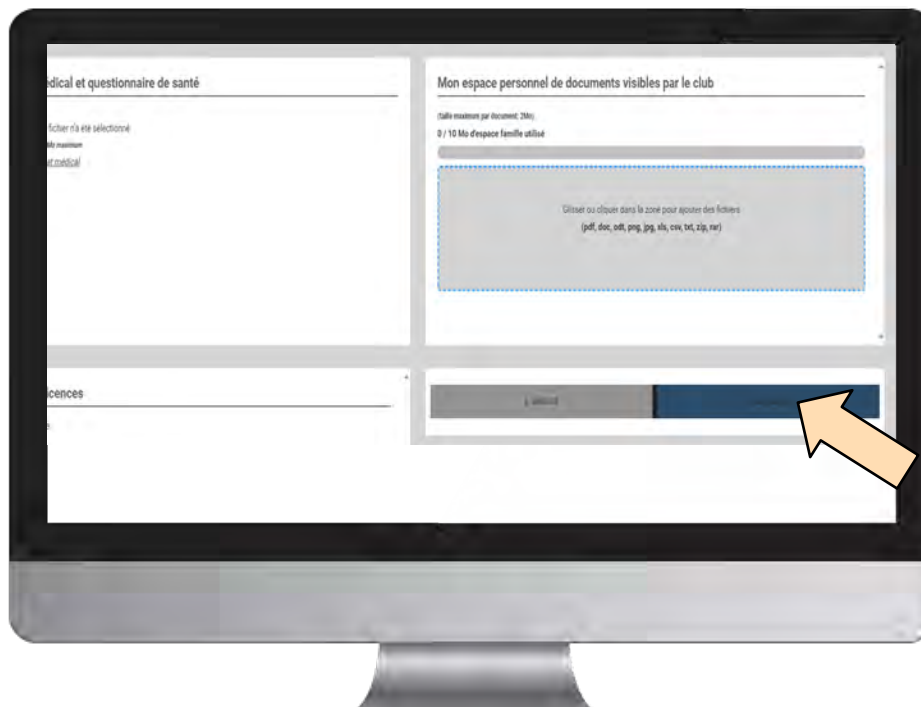 édical et questionnaire de santé
fichier n'a été sélectionné
Mo maximum
at médical
Mon espace personnel de documents visibles par le club
(taille maximum par document: 2Mo)
0 / 10 Mo d'espace famille utilisé
Glisser ou cliquer dans la zone pour ajouter des fichiers
(pdf, doc, odt, png, jpg, xls, csv, txt, zip, rar)
icences